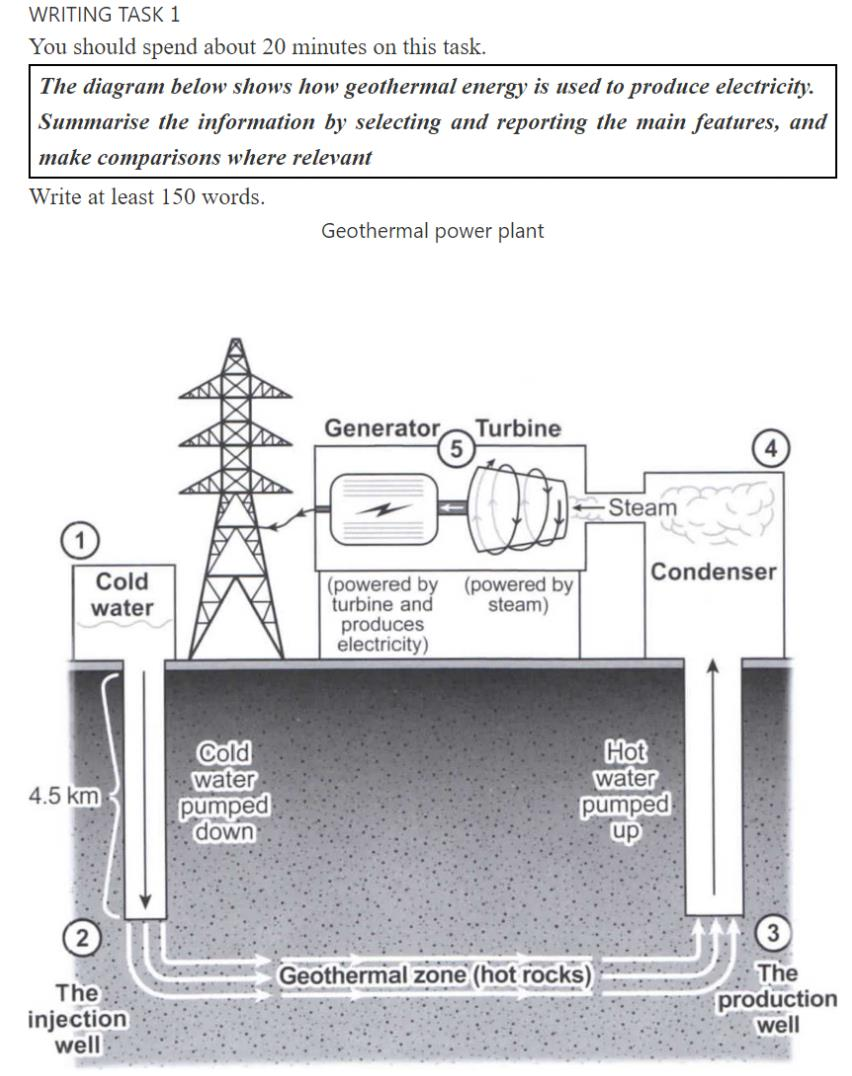 WRITING TASK 1
You should spend about 20 minutes on this task.
The diagram below shows how geothermal energy is used to produce electricity.
Summarise the information by selecting and reporting the main features, and
make comparisons where relevant
Write at least 150 words.
Geothermal power plant
Generator
5
Turbine
4
Steam
Condenser
1
Cold
water
(powered by
turbine and
produces
electricity)
(powered by
steam)
4.5 km
Cold
water
pumped
down
Hot
water
pumped
up
2
The
injection
well
Geothermal zone (hot rocks)
3
The
production
well